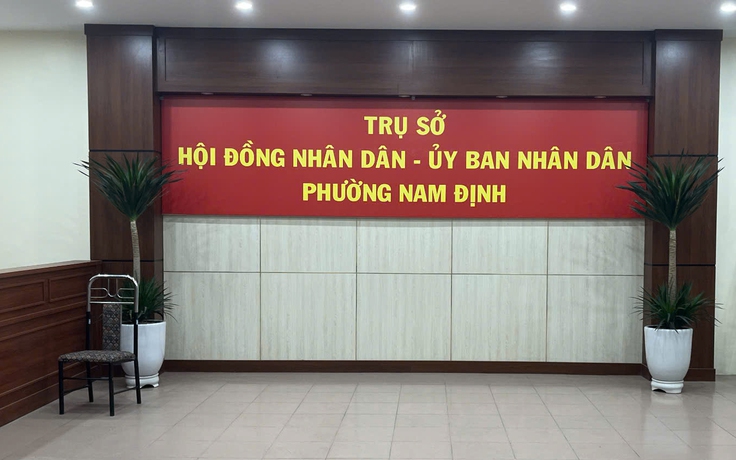 TRỤ SỞ
HỘI ĐỒNG NHÂN DÂN - ỦY BAN NHÂN DÂN
PHƯỜNG NAM ĐỊNH